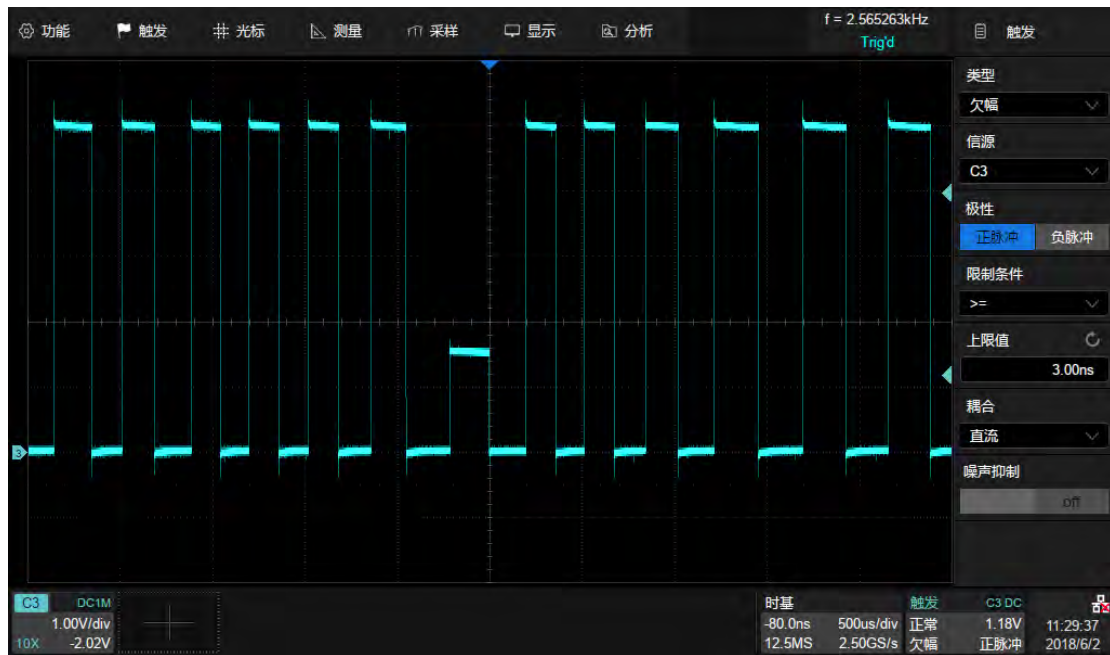 功能 触发 光标 测量 采样 显示 分析 f = 2.565263kHz 触发
Trig'd
类型
欠幅
信源
C3
极性
正脉冲 负脉冲
限制条件
>=
上限值
3.00ns
耦合
直流
噪声抑制
off
3
C3 DC1M 时基 触发 C3 DC
1.00V/div -80.0ns 500us/div 正常 1.18V 11:29:37
10X -2.02V 12.5MS 2.50GS/s 欠幅 正脉冲 2018/6/2